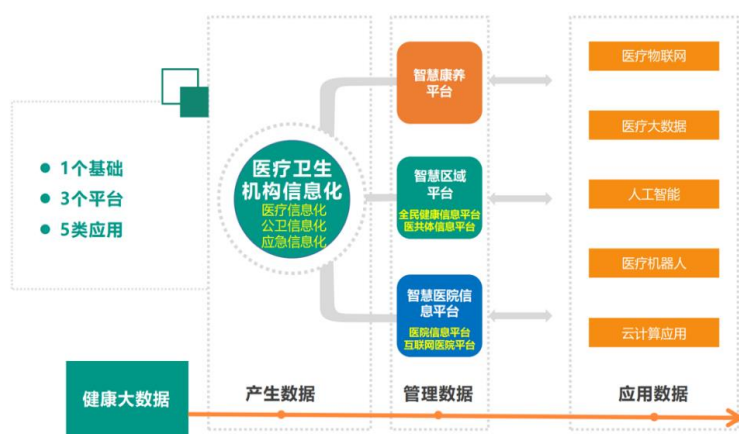 1个基础
3个平台
5类应用
医疗卫生
机构信息化
医疗信息化
公卫信息化
应急信息化
智慧康养
平台
智慧区域
平台
全民健康信息平台
医共体信息平台
智慧医院信
息平台
医院信息平台
互联网医院平台
医疗物联网
医疗大数据
人工智能
医疗机器人
云计算应用
健康大数据
产生数据
管理数据
应用数据